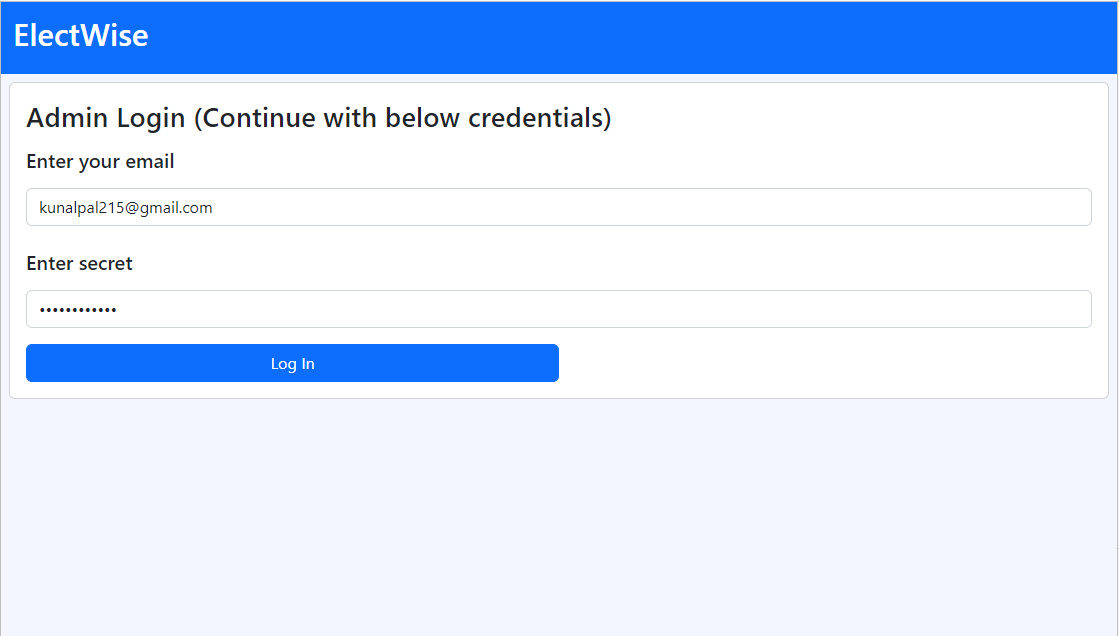 ElectWise
Admin Login (Continue with below credentials)
Enter your email
kunalpal215@gmail.com
Enter secret
••••••••••••
Log In